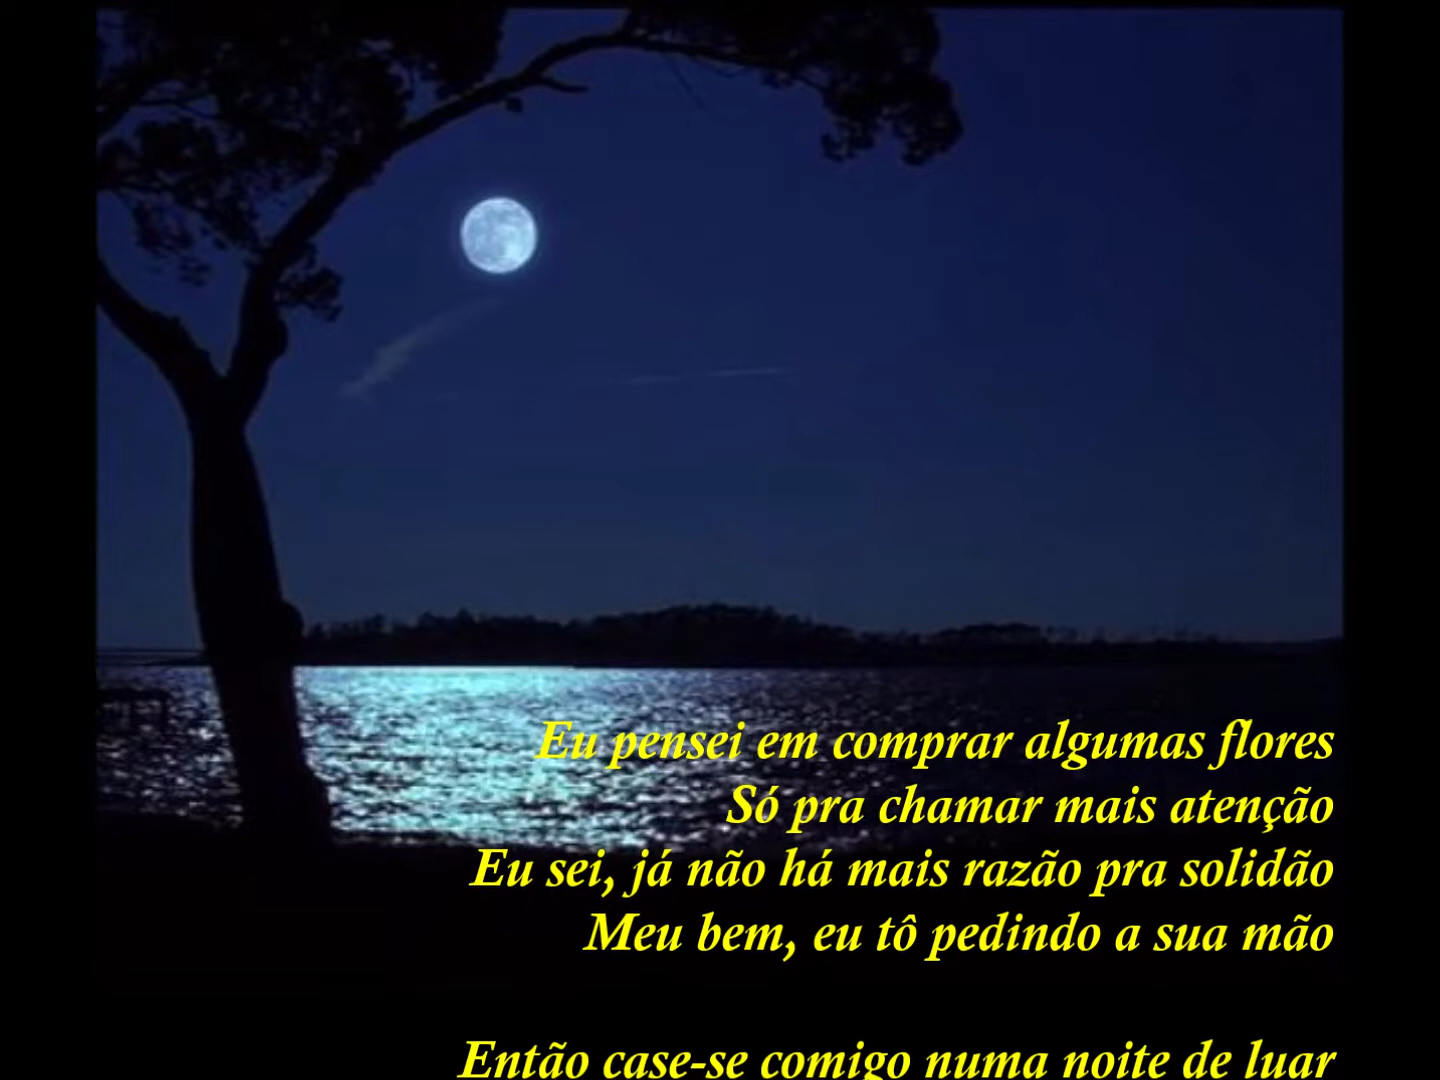 Eu pensei em comprar algumas flores
Só pra chamar mais atenção
Eu sei, já não há mais razão pra solidão
Meu bem, eu tô pedindo a sua mão
Então case-se comigo numa noite de luar